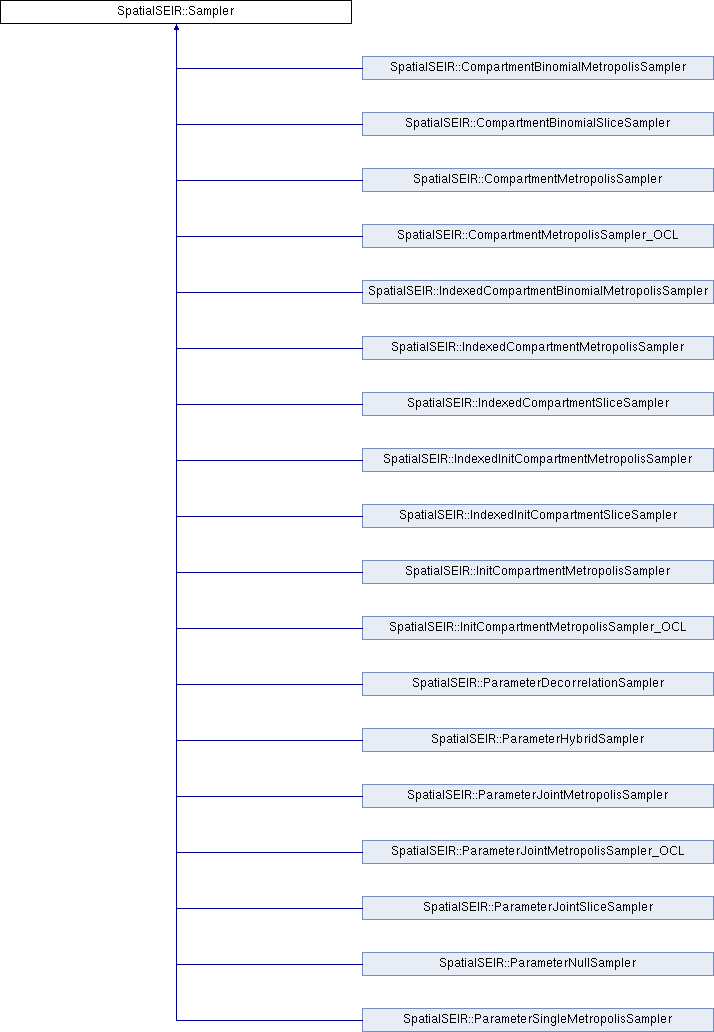 SpatialSEIR::Sampler
SpatialSEIR::CompartmentBinomialMetropolisSampler
SpatialSEIR::CompartmentBinomialSliceSampler
SpatialSEIR::CompartmentMetropolisSampler
SpatialSEIR::CompartmentMetropolisSampler_OCL
SpatialSEIR::IndexedCompartmentBinomialMetropolisSampler
SpatialSEIR::IndexedCompartmentMetropolisSampler
SpatialSEIR::IndexedCompartmentSliceSampler
SpatialSEIR::IndexedInitCompartmentMetropolisSampler
SpatialSEIR::IndexedInitCompartmentSliceSampler
SpatialSEIR::InitCompartmentMetropolisSampler
SpatialSEIR::InitCompartmentMetropolisSampler_OCL
SpatialSEIR::ParameterDecorrelationSampler
SpatialSEIR::ParameterHybridSampler
SpatialSEIR::ParameterJointMetropolisSampler
SpatialSEIR::ParameterJointMetropolisSampler_OCL
SpatialSEIR::ParameterJointSliceSampler
SpatialSEIR::ParameterNullSampler
SpatialSEIR::ParameterSingleMetropolisSampler